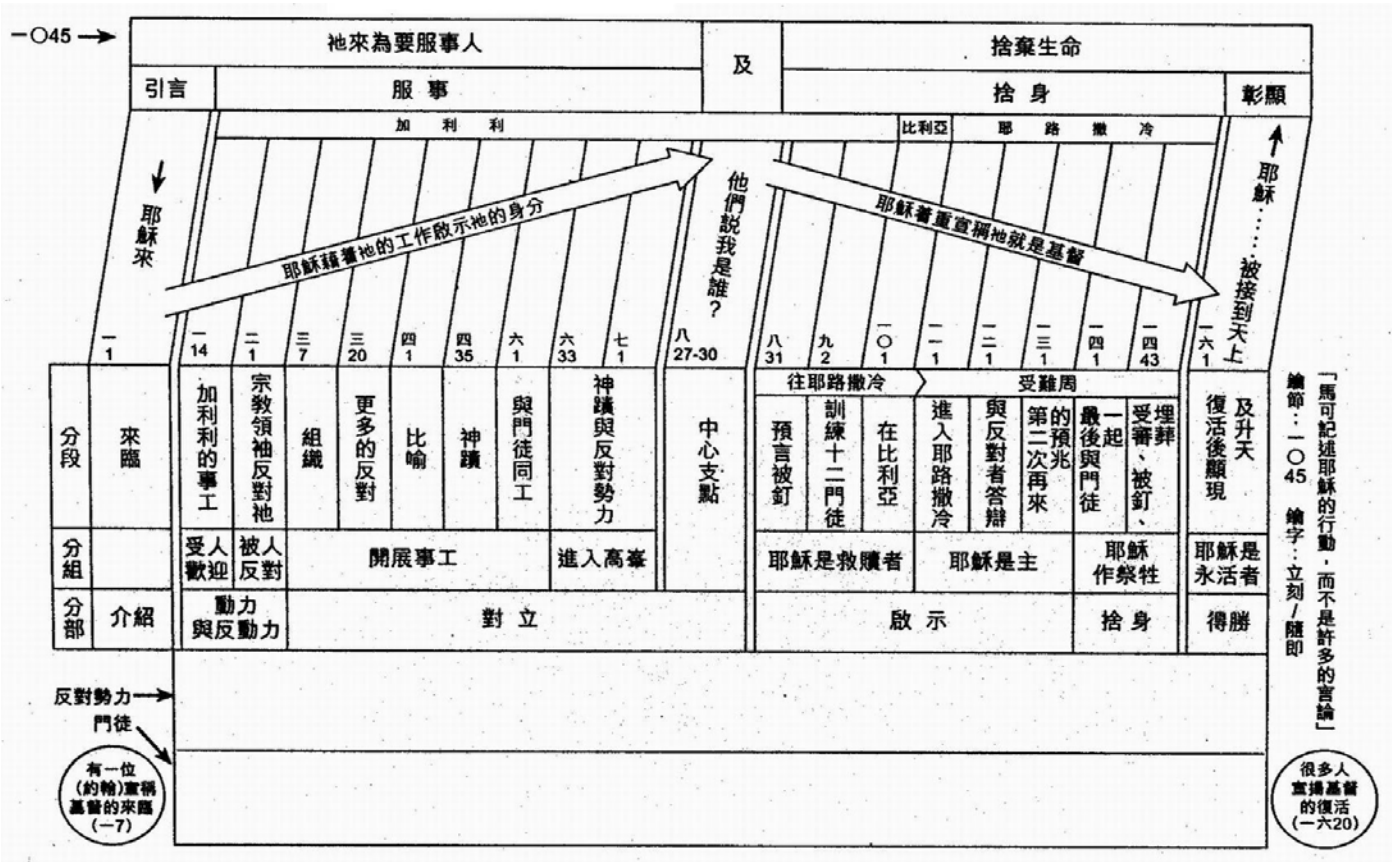 一〇45
祂來為要服事人
及
捨棄生命
引言
服事
捨身
彰顯
加利利
比利亞
耶路撒冷
耶穌來
耶穌藉著祂的工作啟示祂的身分
他們說我是誰？
耶穌着重宣稱祂就是基督
耶穌……被接到天上
一1
一14
二1
三7
三20
四1
四35
六1
六33
七1
八27-30
八31
九2
一〇1
一一1
一二1
一三1
一四1
一四43
一六1
往耶路撒冷
受難周
分段
來臨
加利利的事工
宗教領袖反對祂
組織
更多的反對
比喻
神蹟
與門徒同工
神蹟與反對勢力
中心支點
預言被釘
訓練十二門徒
在比利亞
進入耶路撒冷
與反對者答辯
第二次再來
的預兆
最後與門徒
一起
受審、被釘、
埋葬
復活後顯現
及升天
分組
受人
歡迎
被人
反對
開展事工
進入高峯
耶穌是救贖者
耶穌是主
耶穌
作祭牲
耶穌是
永活者
分部
介紹
動力
與反動力
對立
啟示
捨身
得勝
反對勢力
門徒
有一位
(約翰)宣稱
基督的來臨
(一7)
很多人
宣揚基督
的復活
(一六20)
「馬可記述耶穌的行動，而不是許多的言論」
鑰節：一〇45 鑰字：立刻/隨即